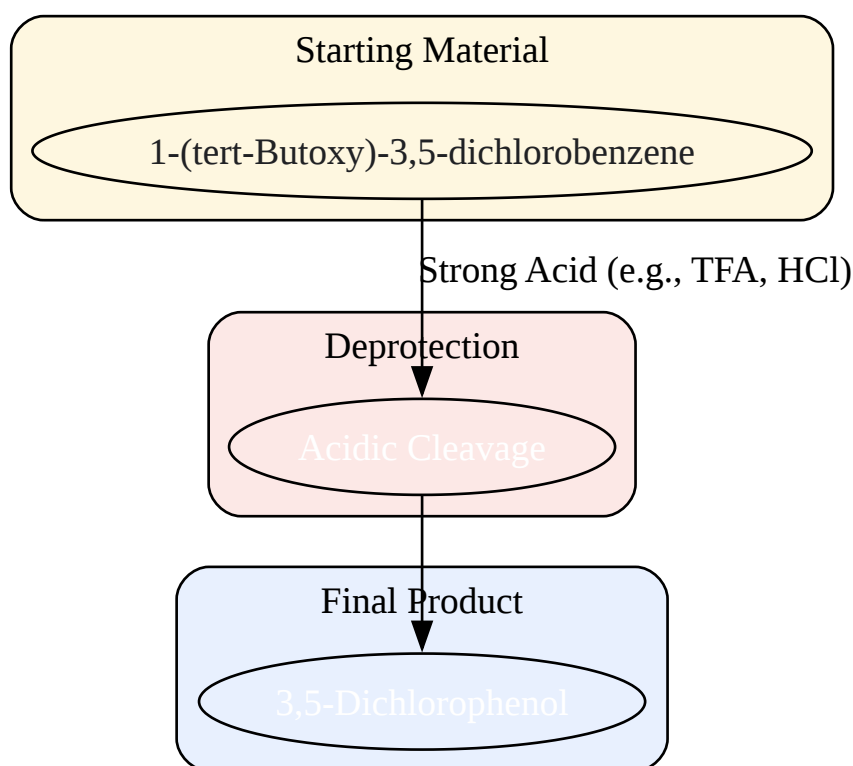 Starting Material
1-(tert-Butoxy)-3,5-dichlorobenzene
Strong Acid (e.g., TFA, HCl)
Deprotection
Acidic Cleavage
Final Product
3,5-Dichlorophenol